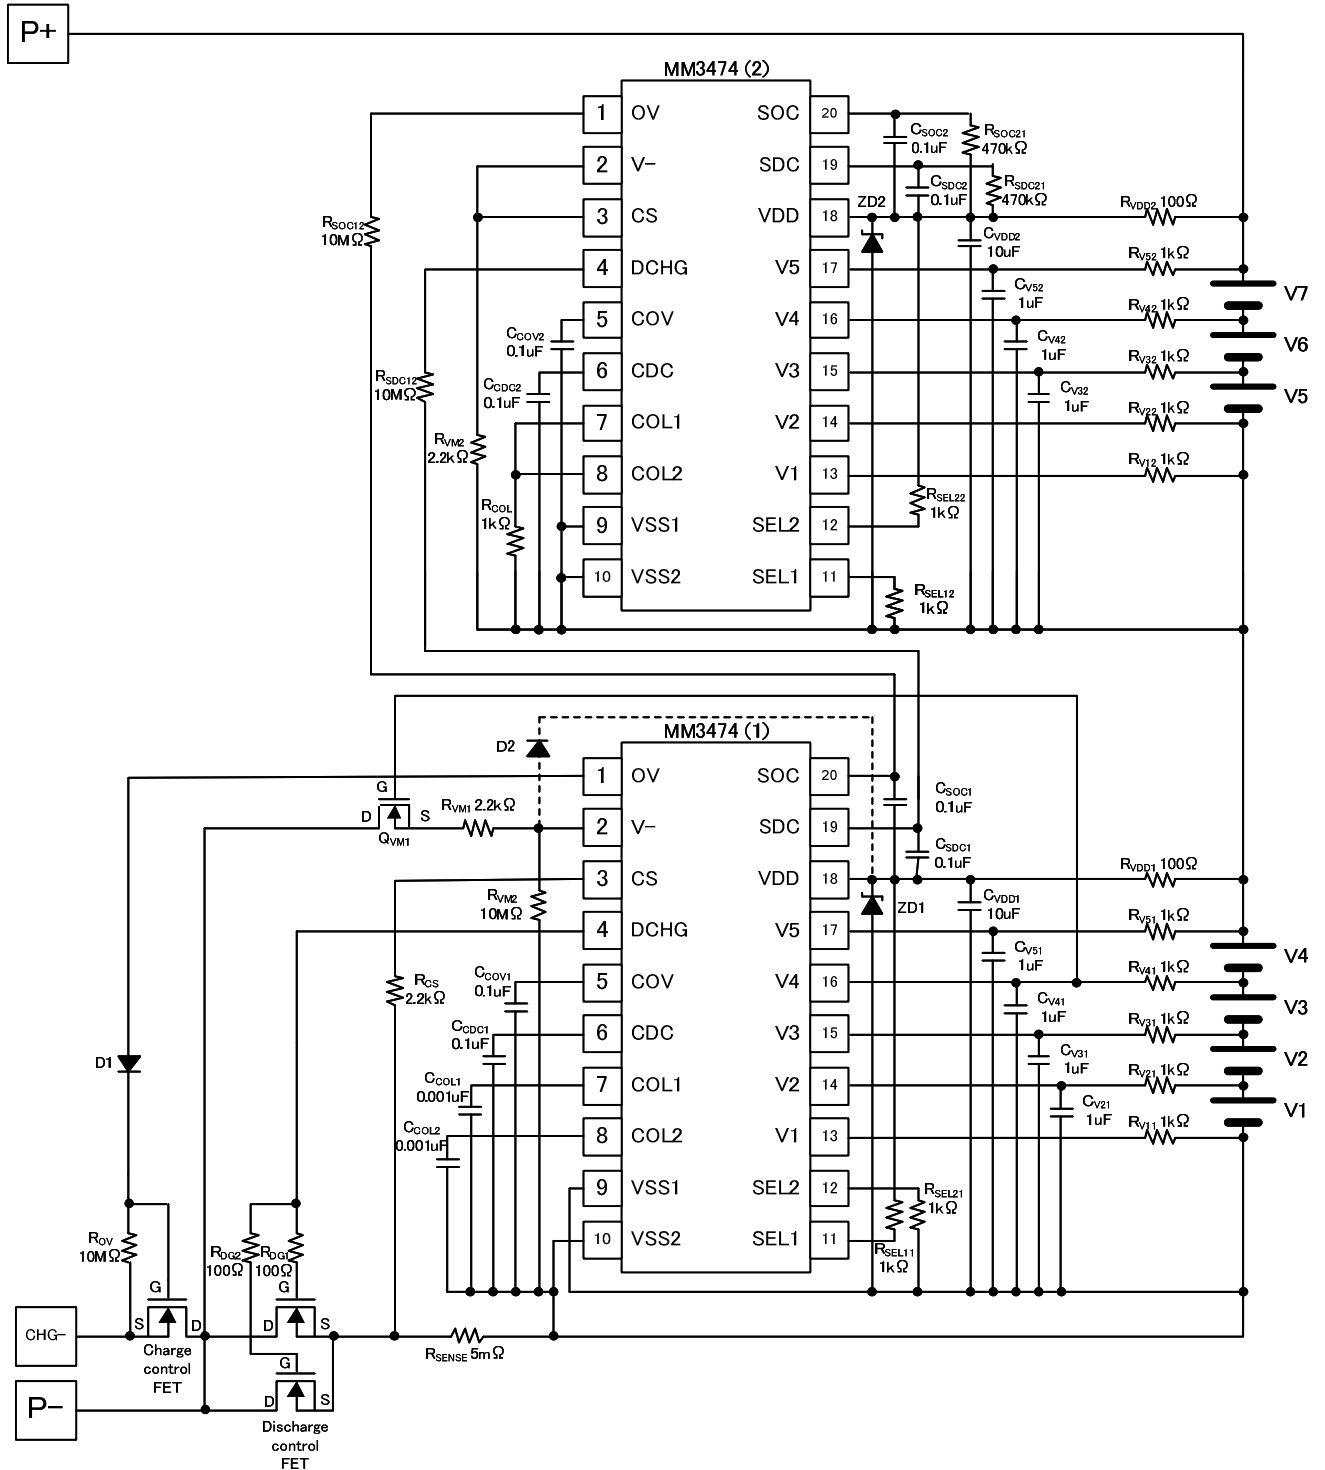 P+
MM3474 (2)
1 OV SOC 20
2 V- SDC 19
3 CS VDD 18
4 DCHG V5 17
5 COV V4 16
6 CDC V3 15
7 COL1 V2 14
8 COL2 V1 13
9 VSS1 SEL2 12
10 VSS2 SEL1 11
RSOC12
10MΩ
RSDC12
10MΩ
RVM2
2.2kΩ
CCOV2
0.1uF
CCDC2
0.1uF
RCOL
1kΩ
CSOC2
0.1uF
RSOC21
470kΩ
CSDC2
0.1uF
RSDC21
470kΩ
ZD2
CVDD2
10uF
CV52
1uF
CV42
1uF
CV32
1uF
RSEL22
1kΩ
RSEL12
1kΩ
RVDD2 100Ω
RV52 1kΩ
RV42 1kΩ
RV32 1kΩ
RV22 1kΩ
RV12 1kΩ
V7
V6
V5
MM3474 (1)
1 OV SOC 20
2 V- SDC 19
3 CS VDD 18
4 DCHG V5 17
5 COV V4 16
6 CDC V3 15
7 COL1 V2 14
8 COL2 V1 13
9 VSS1 SEL2 12
10 VSS2 SEL1 11
D2
G
D
S
QVM1
RVM1 2.2kΩ
RVM2
10MΩ
RCS
2.2kΩ
CCOV1
0.1uF
CCDC1
0.1uF
CCOL1
0.001uF
CCOL2
0.001uF
CSOC1
0.1uF
CSDC1
0.1uF
ZD1
CVDD1
10uF
CV51
1uF
CV41
1uF
CV31
1uF
CV21
1uF
RSEL21
1kΩ
RSEL11
1kΩ
RVDD1 100Ω
RV51 1kΩ
RV41 1kΩ
RV31 1kΩ
RV21 1kΩ
RV11 1kΩ
V4
V3
V2
V1
D1
ROV
10MΩ
RDG2
100Ω
RDG1
100Ω
G
S
D
Charge
control
FET
G
D
S
G
D
S
Discharge
control
FET
RSENSE 5mΩ
CHG-
P-